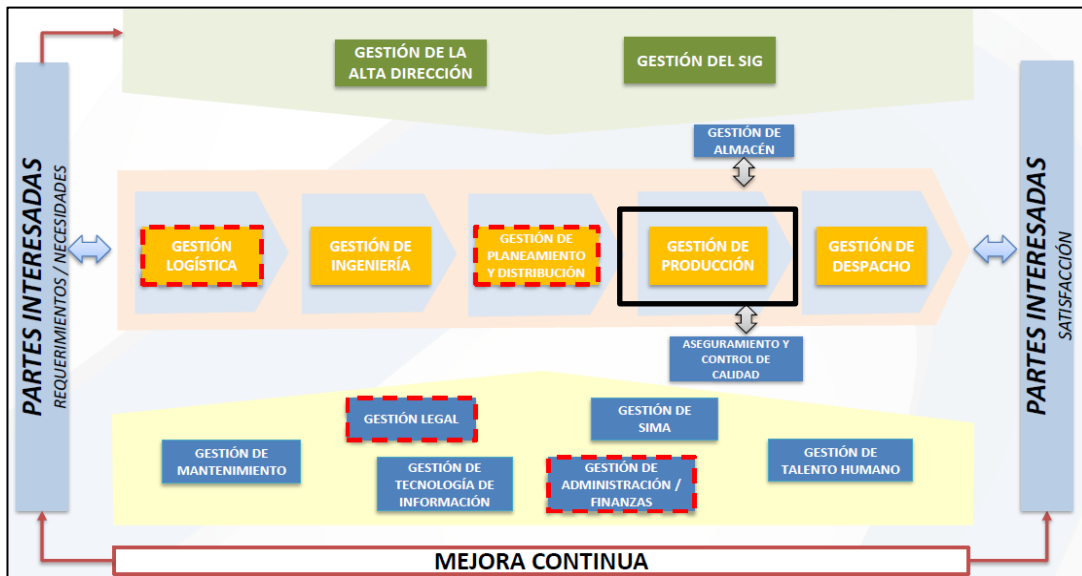 GESTIÓN DE LA
ALTA DIRECCIÓN
GESTIÓN DEL SIG
PARTES INTERESADAS
REQUERIMIENTOS / NECESIDADES
GESTIÓN DE
ALMACÉN
GESTIÓN
LOGÍSTICA
GESTIÓN DE
INGENIERÍA
GESTIÓN DE
PLANEAMIENTO
Y DISTRIBUCIÓN
GESTIÓN DE
PRODUCCIÓN
GESTIÓN DE
DESPACHO
ASEGURAMIENTO Y
CONTROL DE
CALIDAD
GESTIÓN LEGAL
GESTIÓN DE
SIMA
GESTIÓN DE
MANTENIMIENTO
GESTIÓN DE
TECNOLOGÍA DE
INFORMACIÓN
GESTIÓN DE
ADMINISTRACIÓN /
FINANZAS
GESTIÓN DE
TALENTO HUMANO
PARTES INTERESADAS
SATISFACCIÓN
MEJORA CONTINUA